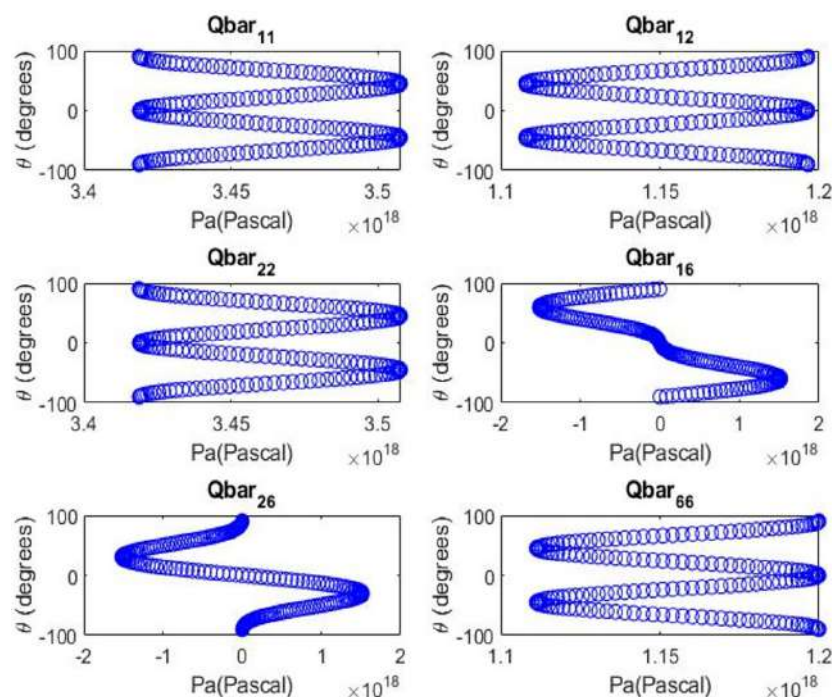 Qbar11
100
0
-100
θ (degrees)
3.4
3.45
3.5
Pa(Pascal)
×10^18
Qbar12
100
0
-100
θ (degrees)
1.1
1.15
1.2
Pa(Pascal)
×10^18
Qbar22
100
0
-100
θ (degrees)
3.4
3.45
3.5
Pa(Pascal)
×10^18
Qbar16
100
0
-100
θ (degrees)
-2
-1
0
1
2
Pa(Pascal)
×10^18
Qbar26
100
0
-100
θ (degrees)
-2
-1
0
1
2
Pa(Pascal)
×10^18
Qbar66
100
0
-100
θ (degrees)
1.1
1.15
1.2
Pa(Pascal)
×10^18